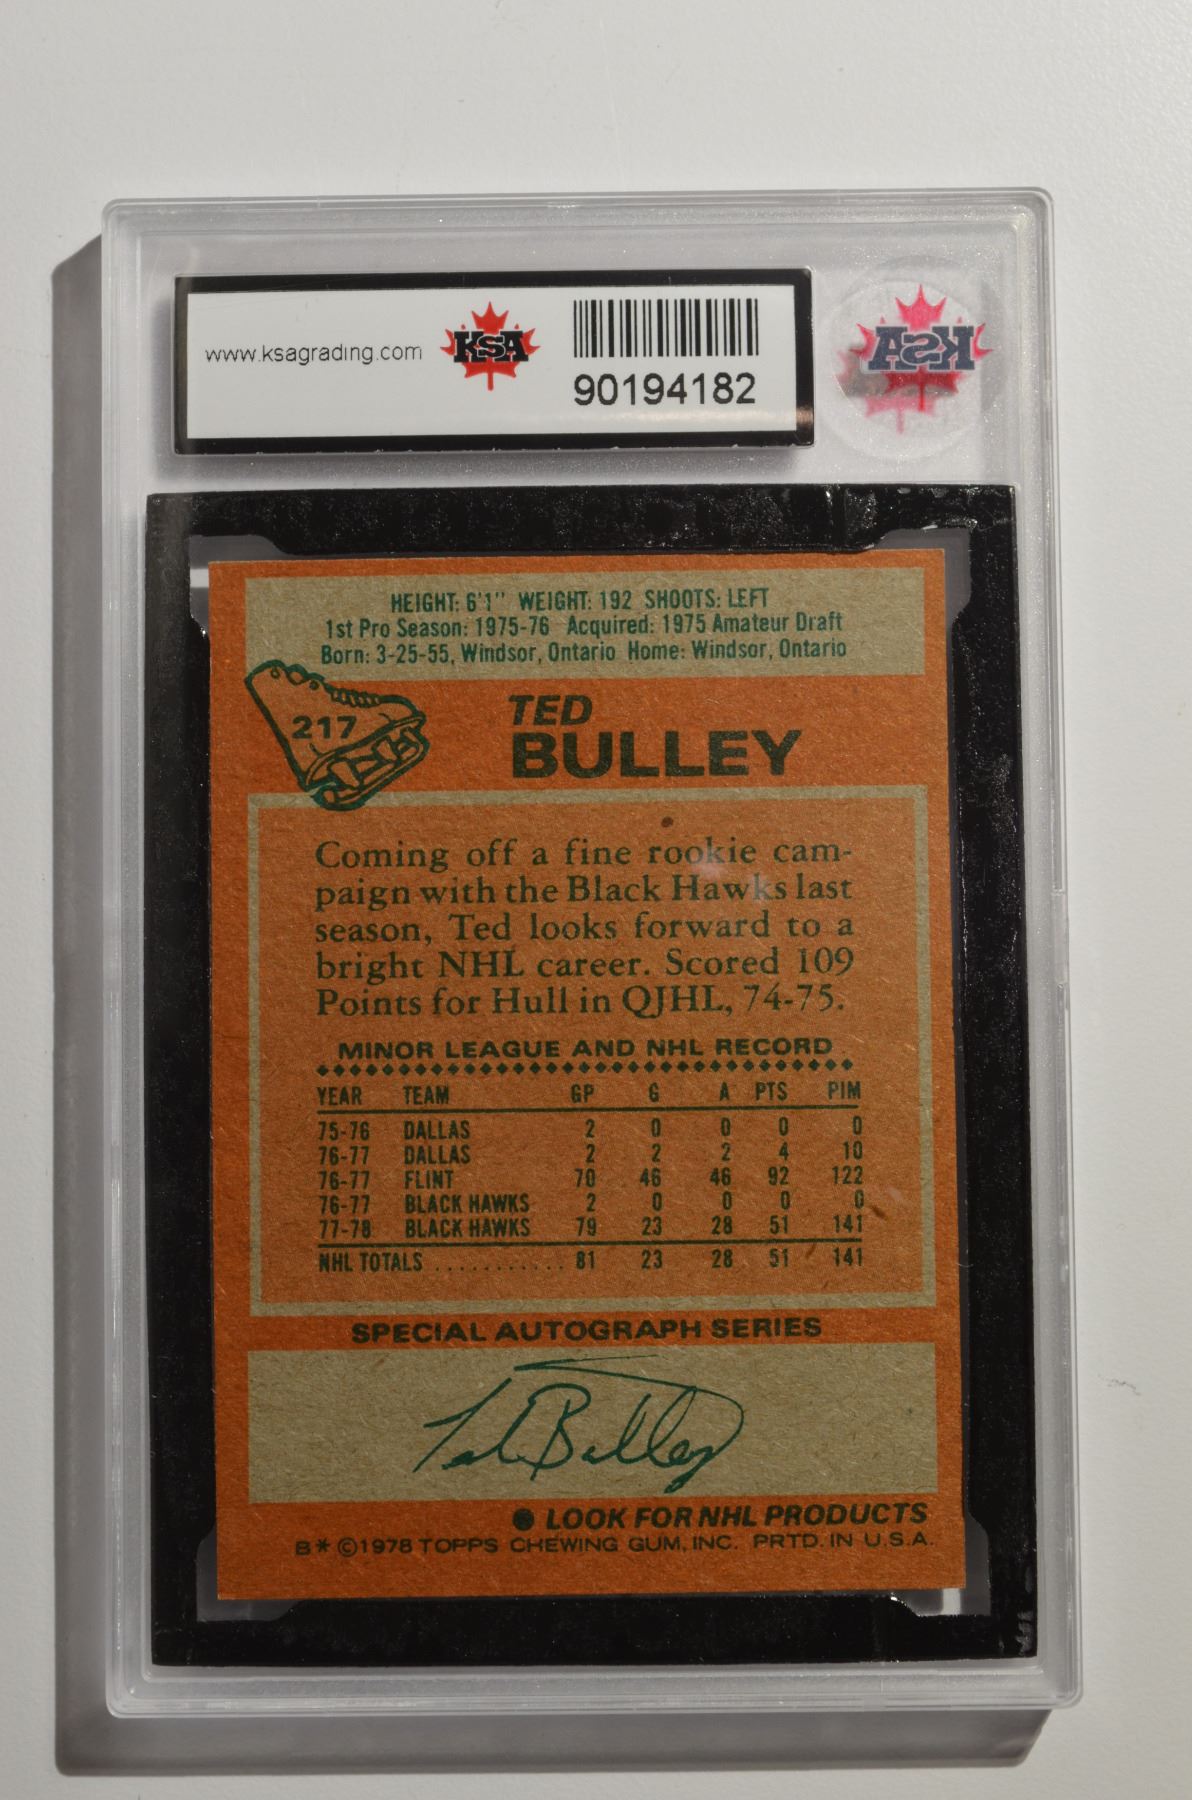 www.ksagrading.com
KSA
90194182
KSA
HEIGHT: 6'1" WEIGHT: 192 SHOOTS: LEFT
1st Pro Season: 1975-76 Acquired: 1975 Amateur Draft
Born: 3-25-55, Windsor, Ontario Home: Windsor, Ontario
217
TED
BULLEY
Coming off a fine rookie cam-
paign with the Black Hawks last
season, Ted looks forward to a
bright NHL career. Scored 109
Points for Hull in QJHL, 74-75.
MINOR LEAGUE AND NHL RECORD
YEAR TEAM GP G A PTS PIM
75-76 DALLAS 2 0 0 0 0
76-77 DALLAS 2 2 2 4 10
76-77 FLINT 70 46 46 92 122
76-77 BLACK HAWKS 2 0 0 0 0
77-78 BLACK HAWKS 79 23 28 51 141
NHL TOTALS ........... 81 23 28 51 141
SPECIAL AUTOGRAPH SERIES
Ted Bulley
● LOOK FOR NHL PRODUCTS
B* ©1978 TOPPS CHEWING GUM, INC. PRTD. IN U.S.A.